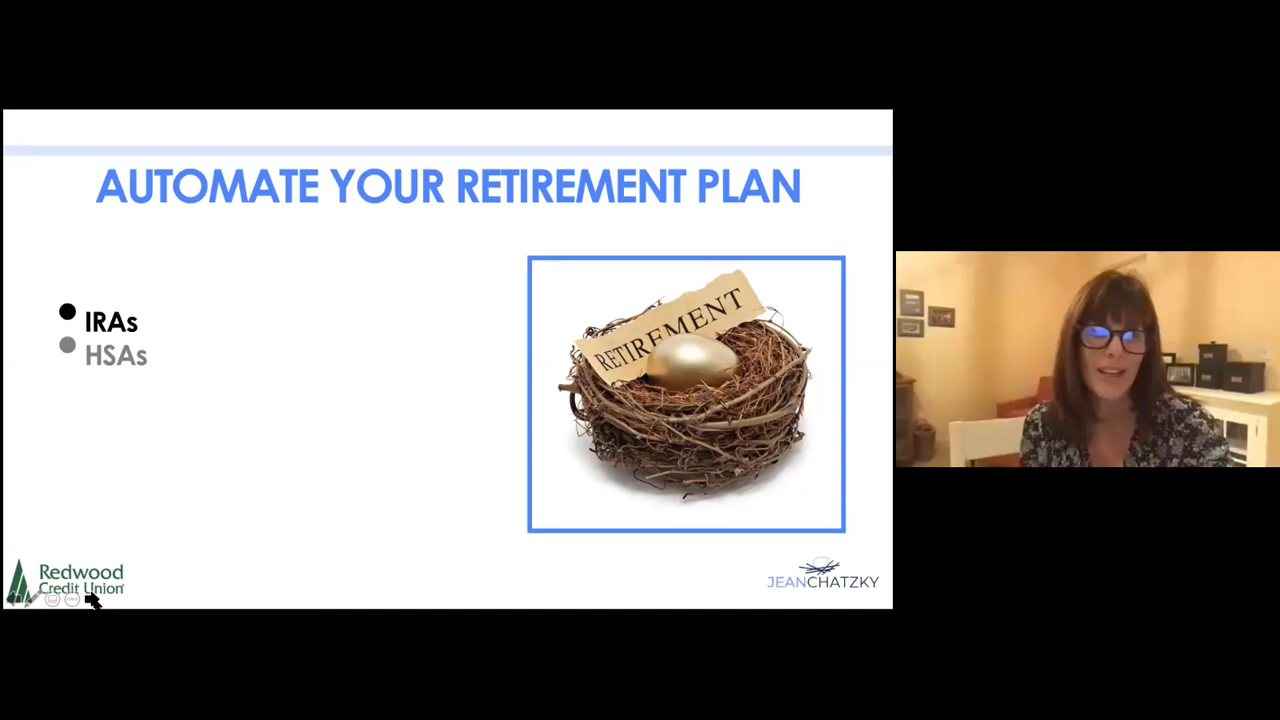 AUTOMATE YOUR RETIREMENT PLAN
IRAs
HSAs
RETIREMENT
Redwood
Credit Union
JEANCHATZKY